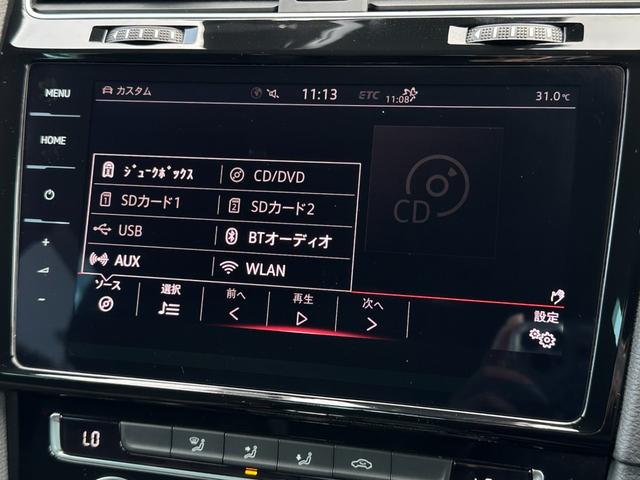 MENU
HOME
カスタム
11:13
ETC
11:08
31.0℃
ｼﾞｭｰｸﾎﾞｯｸｽ
CD/DVD
1
SDカード1
2
SDカード2
USB
BTオーディオ
AUX
WLAN
CD
ソース
選択
前へ
再生
次へ
設定
+
-
LO